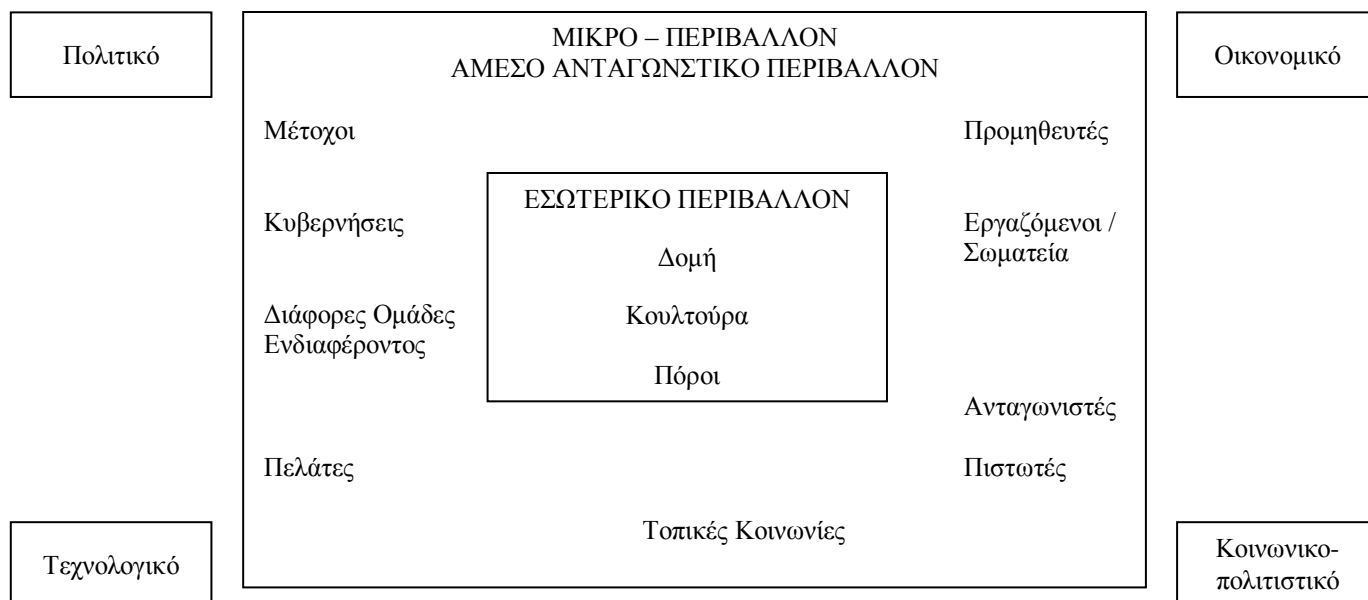 Πολιτικό
ΜΙΚΡΟ – ΠΕΡΙΒΑΛΛΟΝ
ΑΜΕΣΟ ΑΝΤΑΓΩΝΣΤΙΚΟ ΠΕΡΙΒΑΛΛΟΝ
Οικονομικό
Μέτοχοι
Προμηθευτές
ΕΣΩΤΕΡΙΚΟ ΠΕΡΙΒΑΛΛΟΝ
Κυβερνήσεις
Εργαζόμενοι /
Σωματεία
Δομή
Διάφορες Ομάδες
Ενδιαφέροντος
Κουλτούρα
Πόροι
Ανταγωνιστές
Πελάτες
Πιστωτές
Τοπικές Κοινωνίες
Τεχνολογικό
Κοινωνικο-
πολιτιστικό